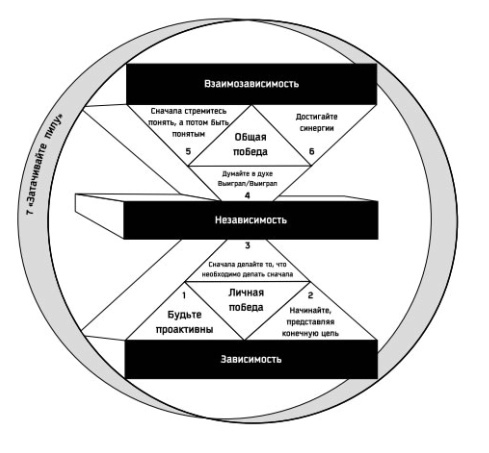 Взаимозависимость
Сначала стремитесь
понять, а потом быть
понятым
5
Общая
победа
Достигайте
синергии
6
Думайте в духе
Выиграл/Выиграл
4
7 «Затачивайте пилу»
Независимость
3
Сначала делайте то, что
необходимо делать сначала
1
Будьте
проактивны
Личная
победа
2
Начинайте,
представляя
конечную цель
Зависимость